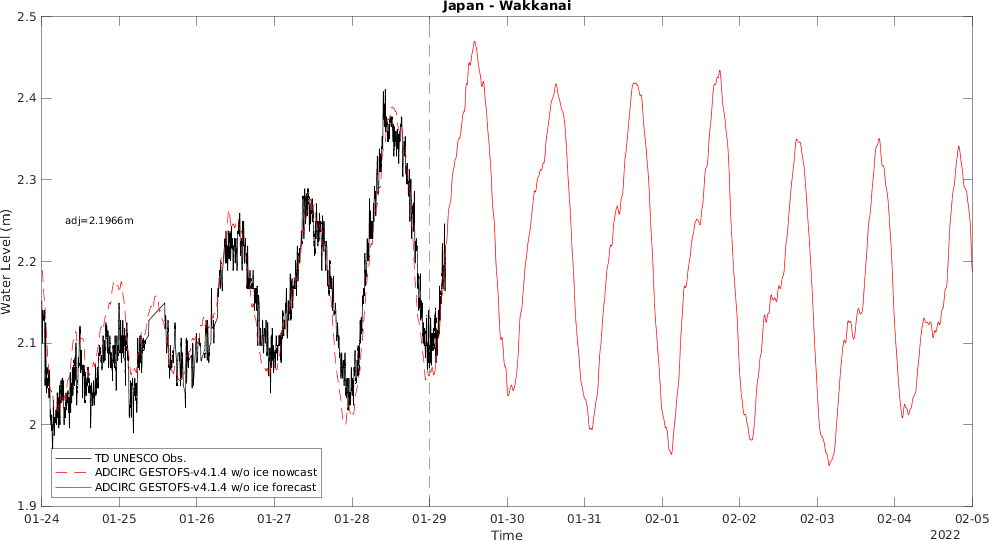 Japan - Wakkanai
2.5
2.4
2.3
2.2
2.1
2
1.9
Water Level (m)
adj=2.1966m
TD UNESCO Obs.
ADCIRC GESTOFS-v4.1.4 w/o ice nowcast
ADCIRC GESTOFS-v4.1.4 w/o ice forecast
01-24 01-25 01-26 01-27 01-28 01-29 01-30 01-31 02-01 02-02 02-03 02-04 02-05
Time
2022